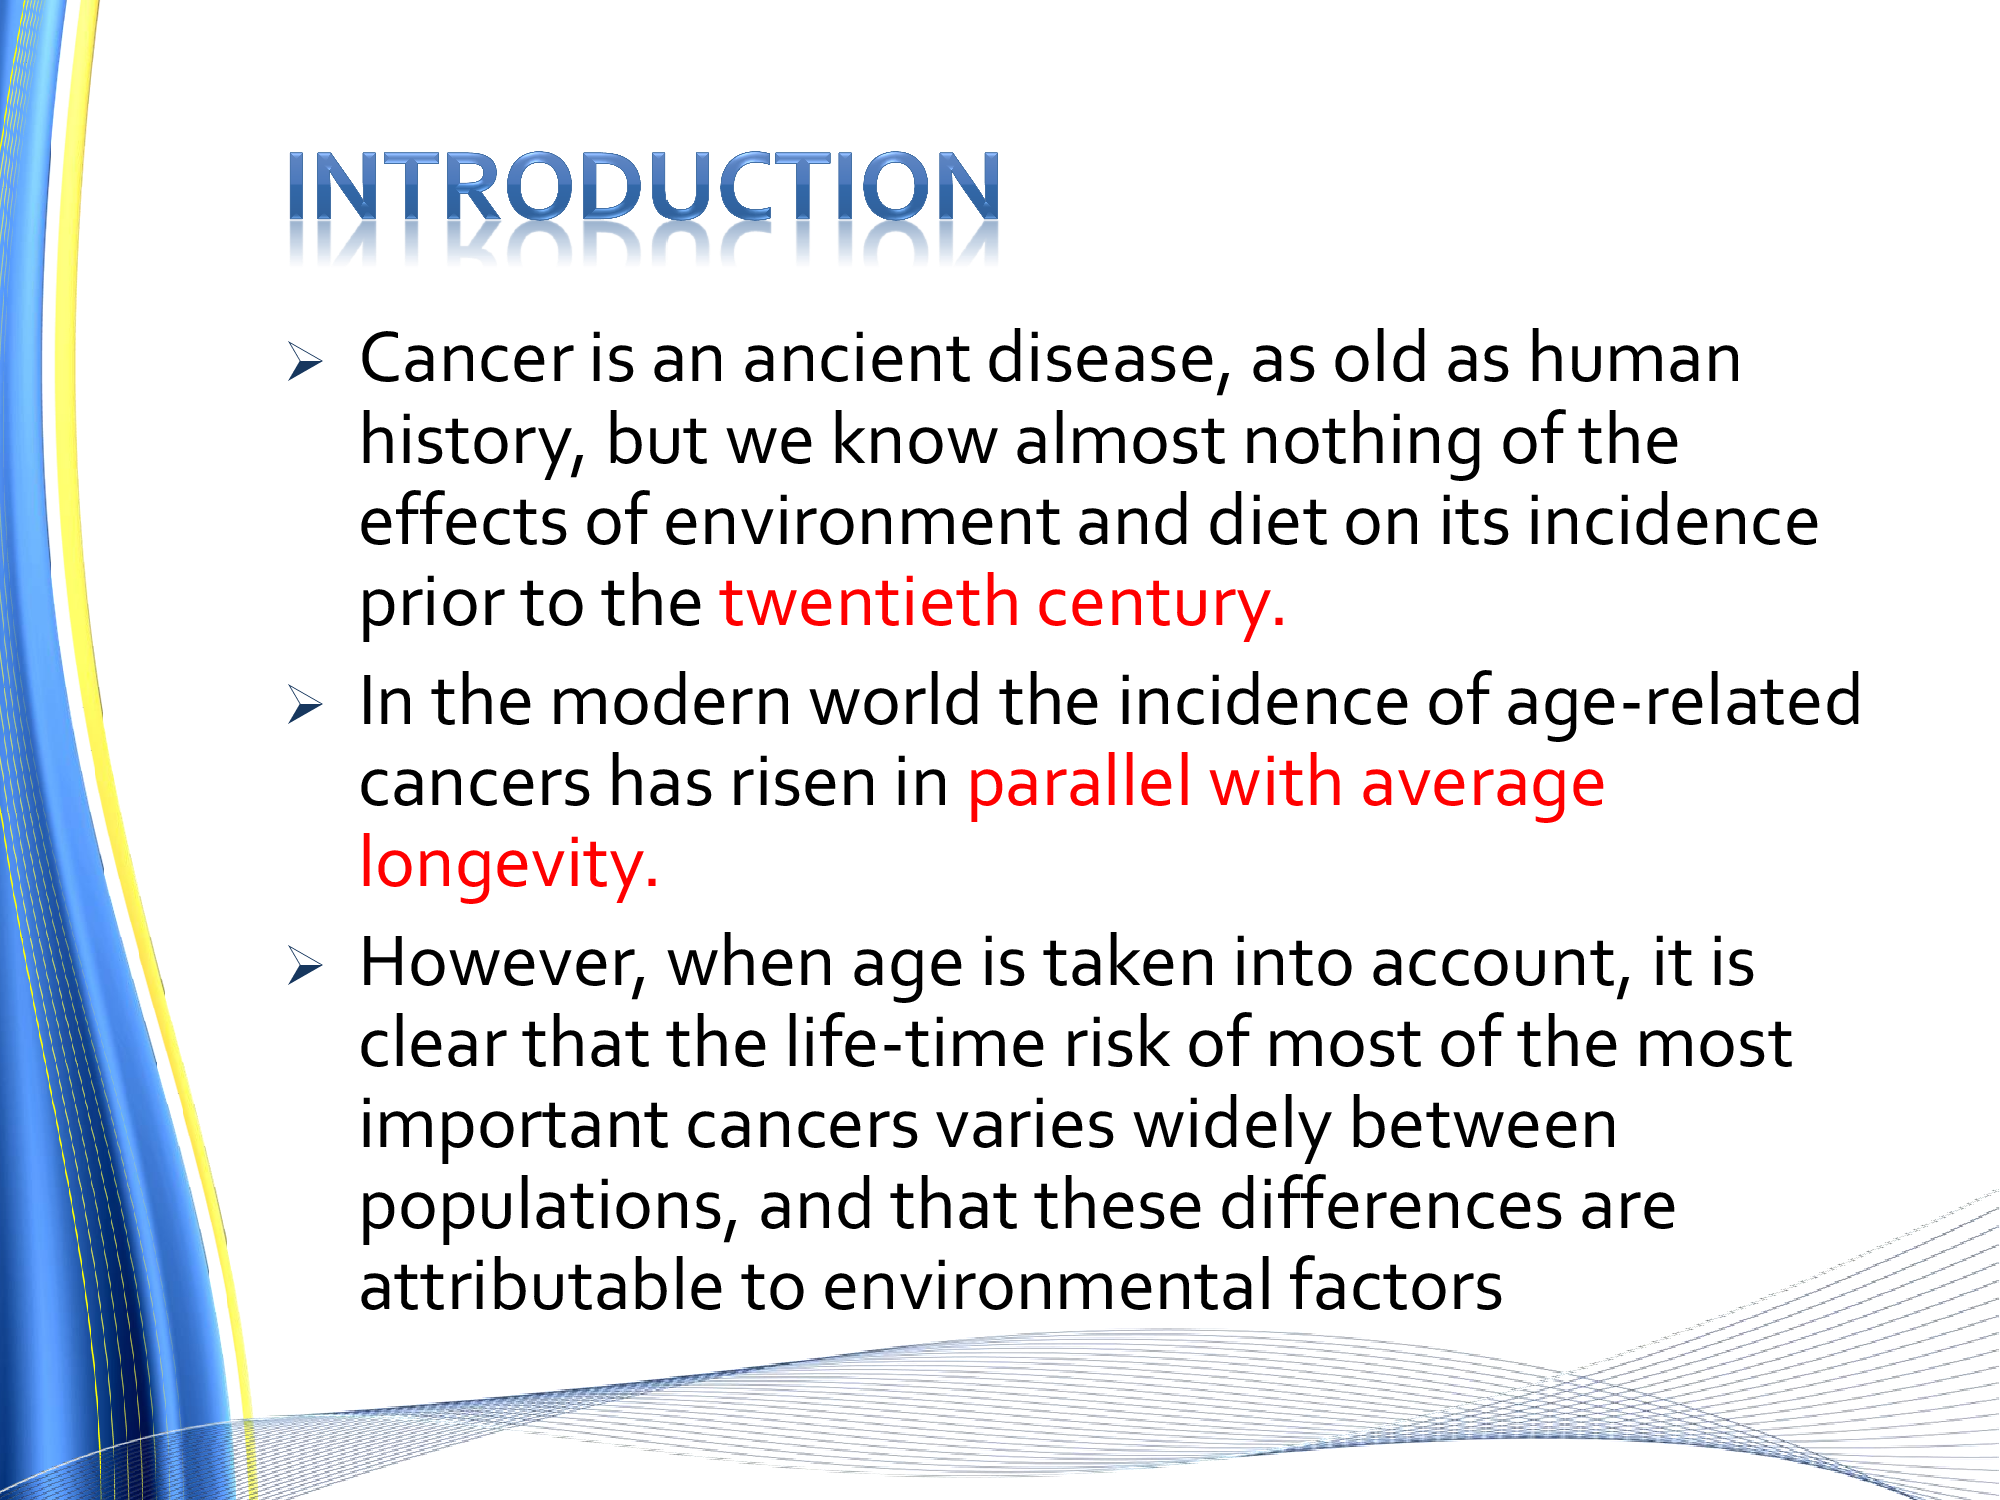 INTRODUCTION
➢ Cancer is an ancient disease, as old as human
history, but we know almost nothing of the
effects of environment and diet on its incidence
prior to the twentieth century.
➢ In the modern world the incidence of age-related
cancers has risen in parallel with average
longevity.
➢ However, when age is taken into account, it is
clear that the life-time risk of most of the most
important cancers varies widely between
populations, and that these differences are
attributable to environmental factors